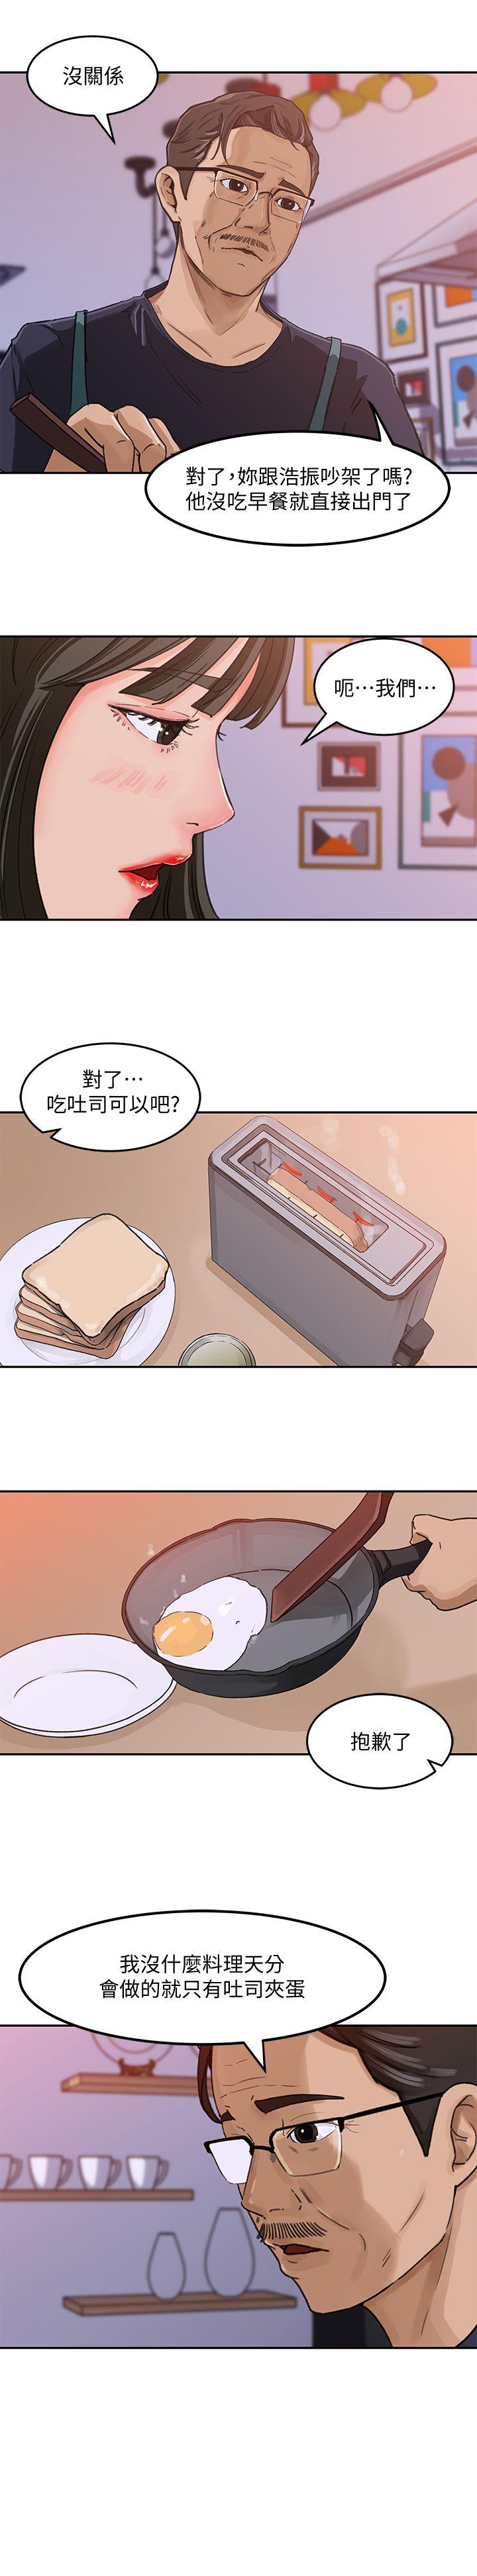 沒關係
對了，妳跟浩振吵架了嗎?
他沒吃早餐就直接出門了
呃⋯我們⋯
對了⋯
吃吐司可以吧?
抱歉了
我沒什麼料理天分
會做的就只有吐司夾蛋